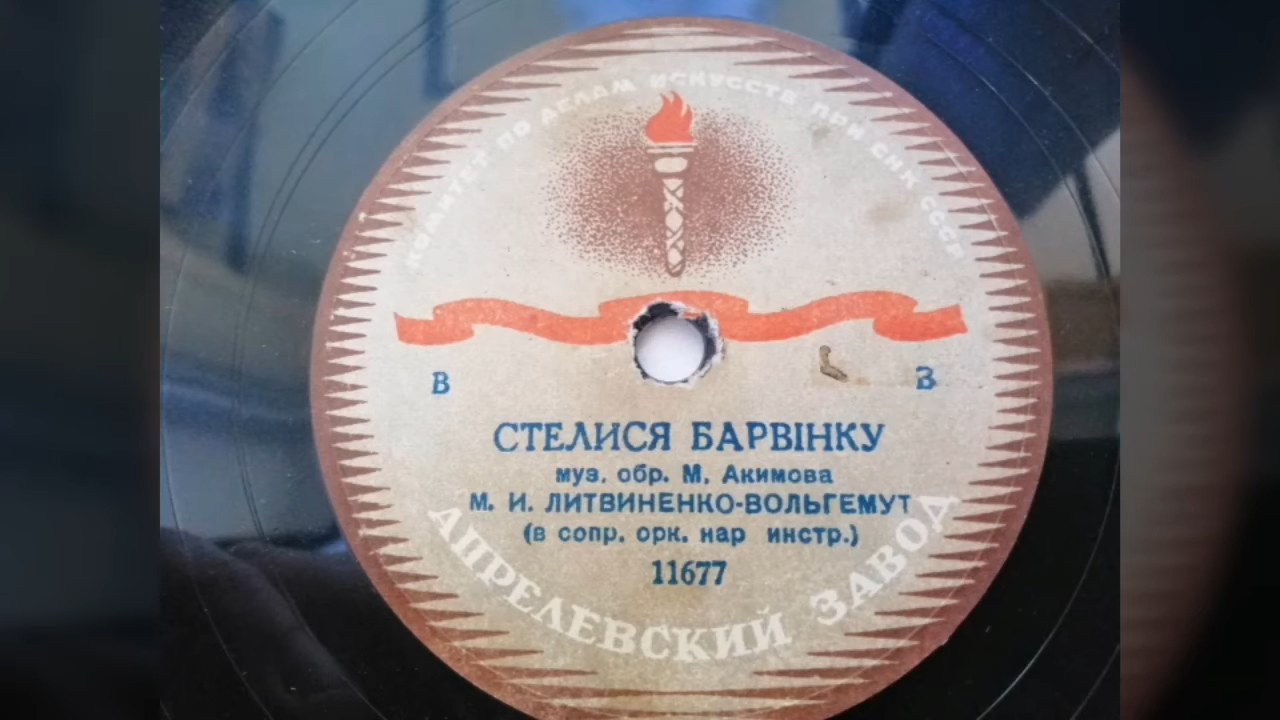 КОМИТЕТ ПО ДЕЛАМ ИСКУССТВ ПРИ СНК СССР
В В
СТЕЛИСЯ БАРВІНКУ
муз. обр. М. Акимова
М. И. ЛИТВИНЕНКО-ВОЛЬГЕМУТ
(в сопр. орк. нар инстр.)
11677
АПРЕЛЕВСКИЙ ЗАВОД